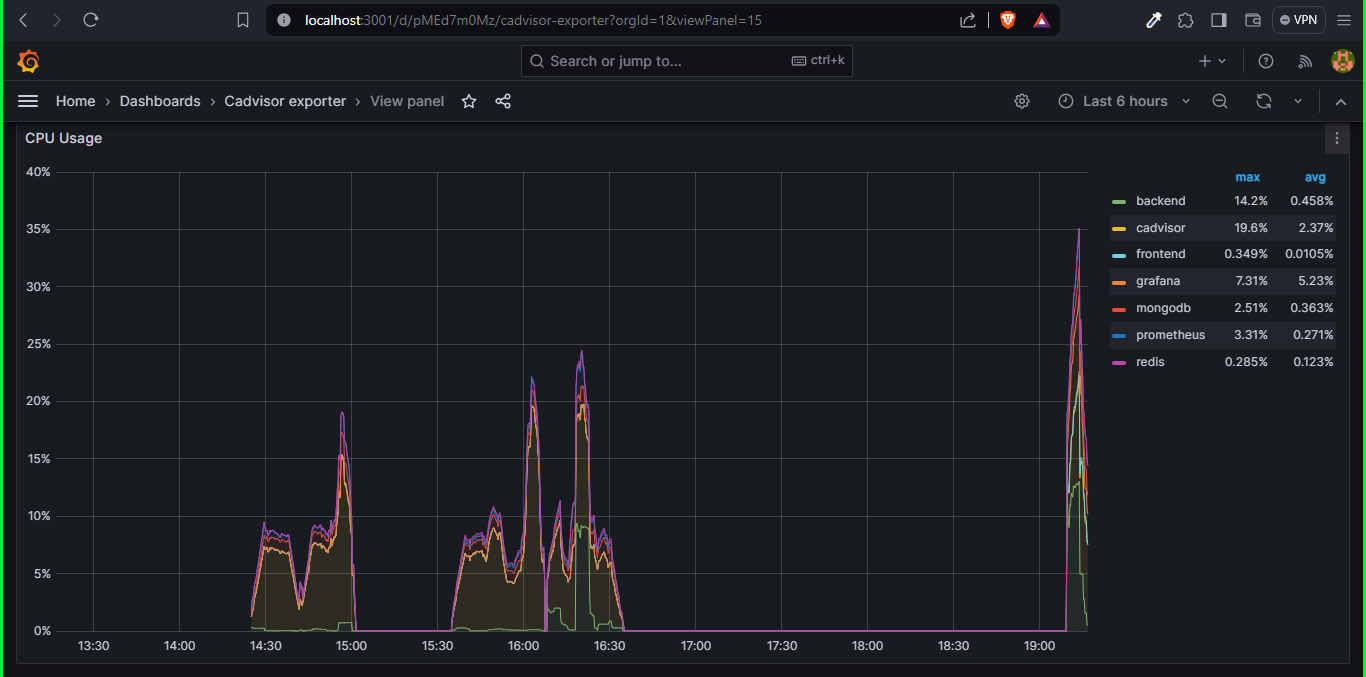 localhost:3001/d/pMEd7m0Mz/cadvisor-exporter?orgId=1&viewPanel=15
VPN
Search or jump to...
ctrl+k
Home › Dashboards › Cadvisor exporter › View panel
Last 6 hours
CPU Usage
40%
35%
30%
25%
20%
15%
10%
5%
0%
13:30 14:00 14:30 15:00 15:30 16:00 16:30 17:00 17:30 18:00 18:30 19:00
max avg
backend 14.2% 0.458%
cadvisor 19.6% 2.37%
frontend 0.349% 0.0105%
grafana 7.31% 5.23%
mongodb 2.51% 0.363%
prometheus 3.31% 0.271%
redis 0.285% 0.123%